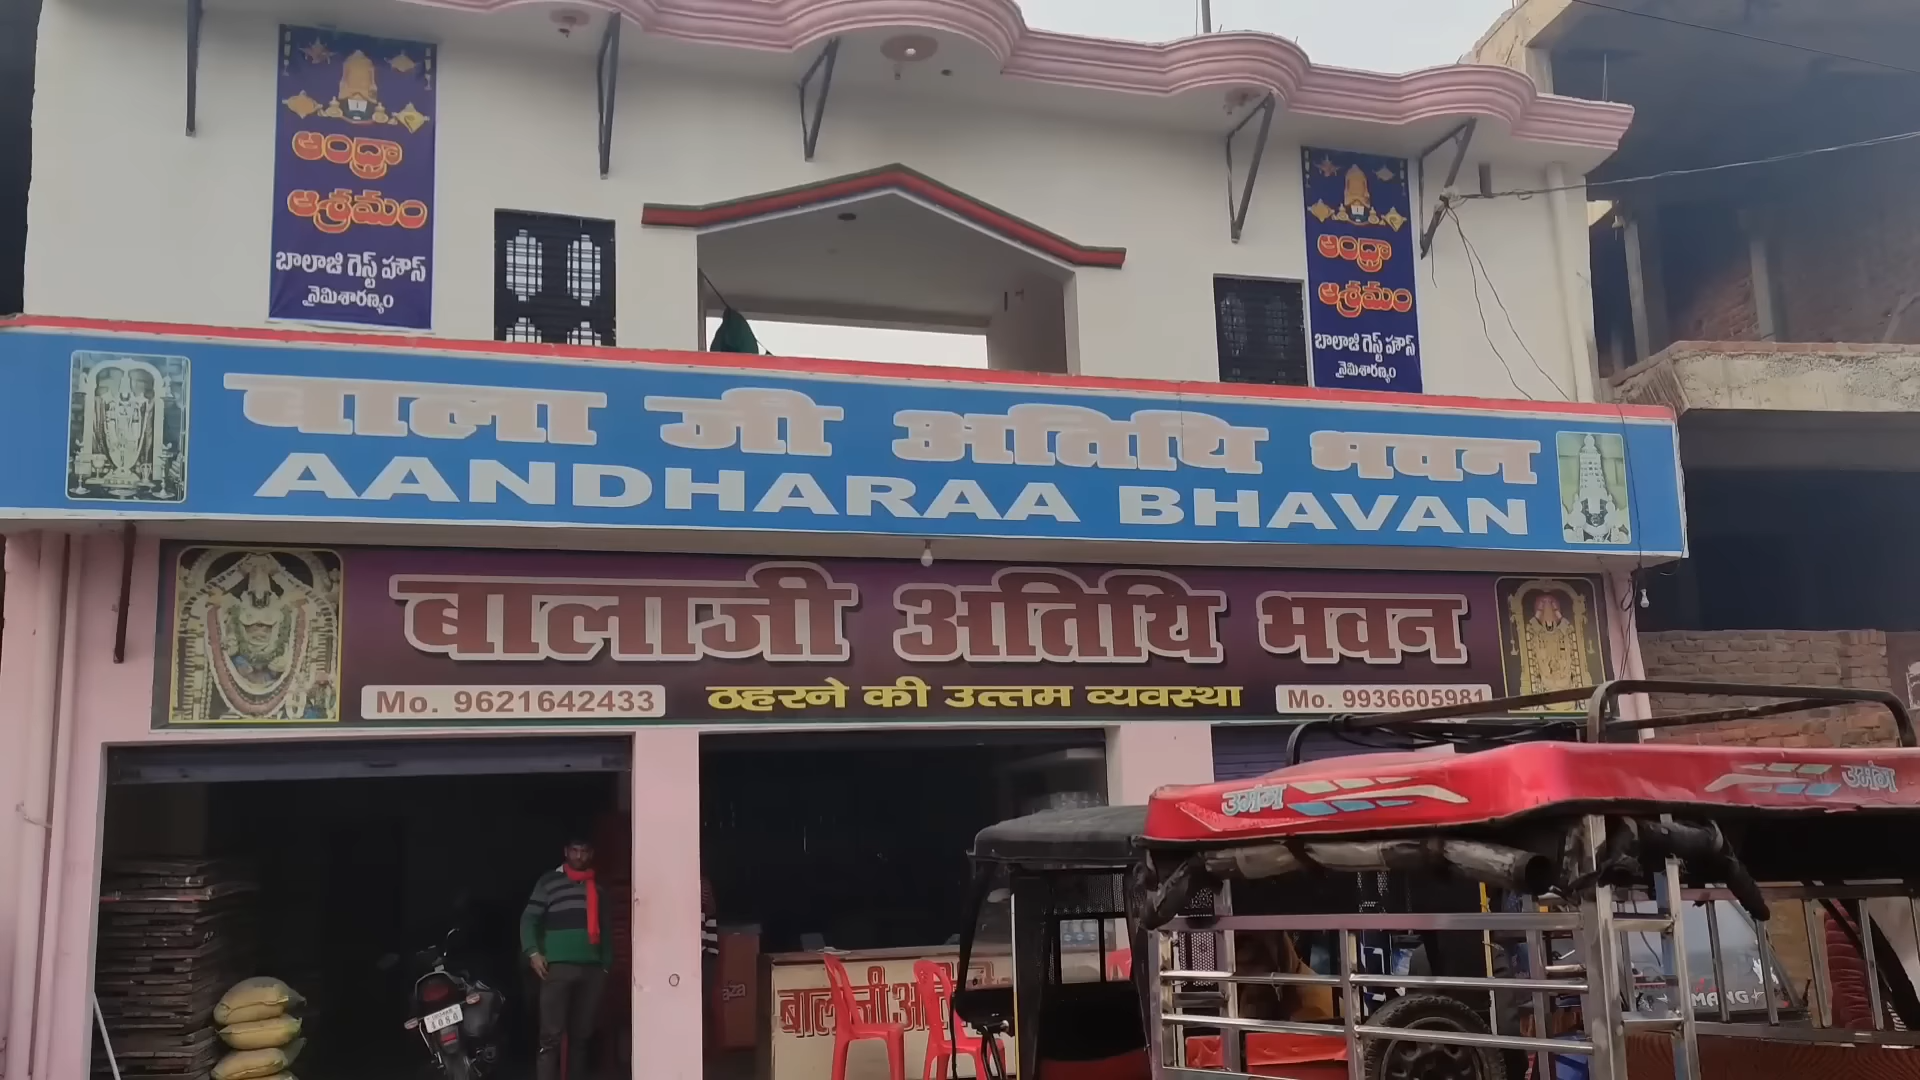 ఆంధ్రా
ఆశ్రమం
బాలాజి గెస్ట్ హౌస్
నైమిశారణ్యం
ఆంధ్రా
ఆశ్రమం
బాలాజి గెస్ట్ హౌస్
నైమిశారణ్యం
बाला जी अतिथि भवन
AANDHARAA BHAVAN
बालाजी अतिथि भवन
Mo. 9621642433 ठहरने की उत्तम व्यवस्था Mo. 9936605981
उमंग उमंग
बालाजी